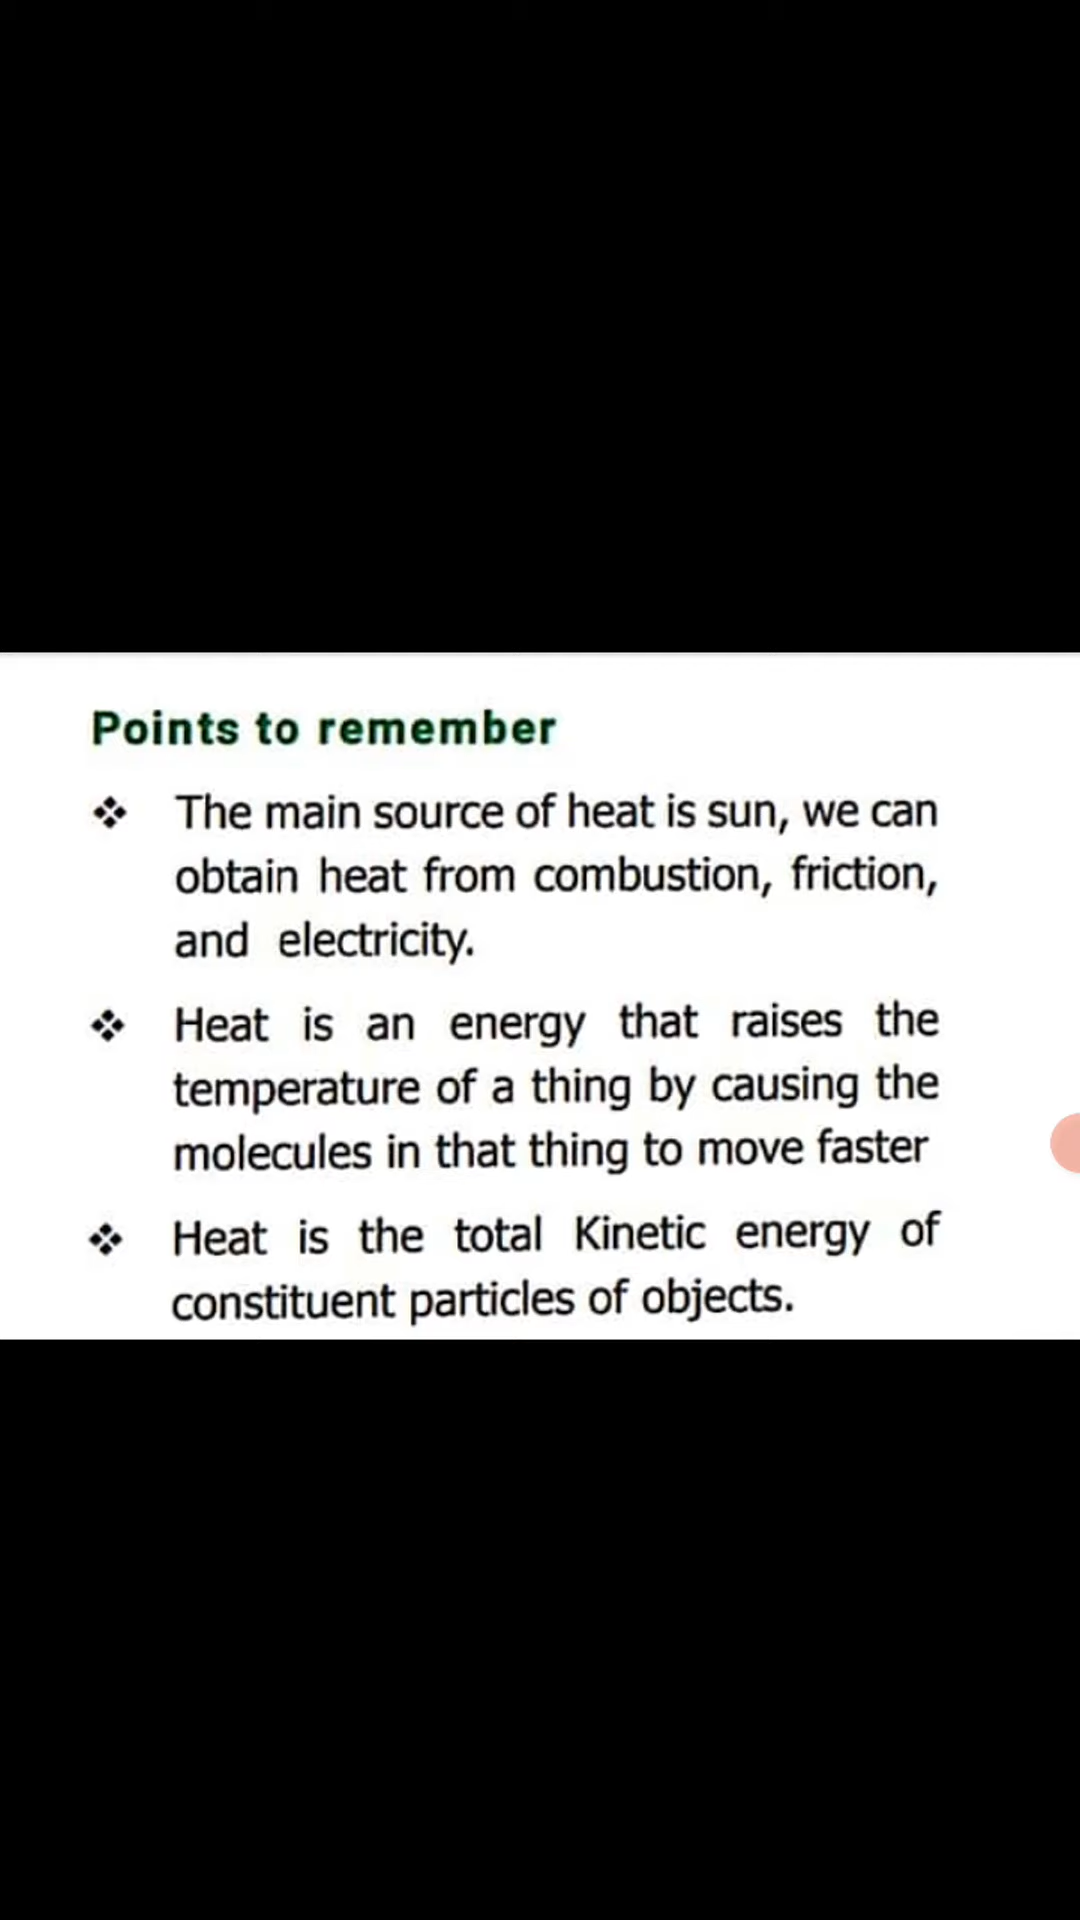 Points to remember
❖ The main source of heat is sun, we can
obtain heat from combustion, friction,
and electricity.
❖ Heat is an energy that raises the
temperature of a thing by causing the
molecules in that thing to move faster
❖ Heat is the total Kinetic energy of
constituent particles of objects.